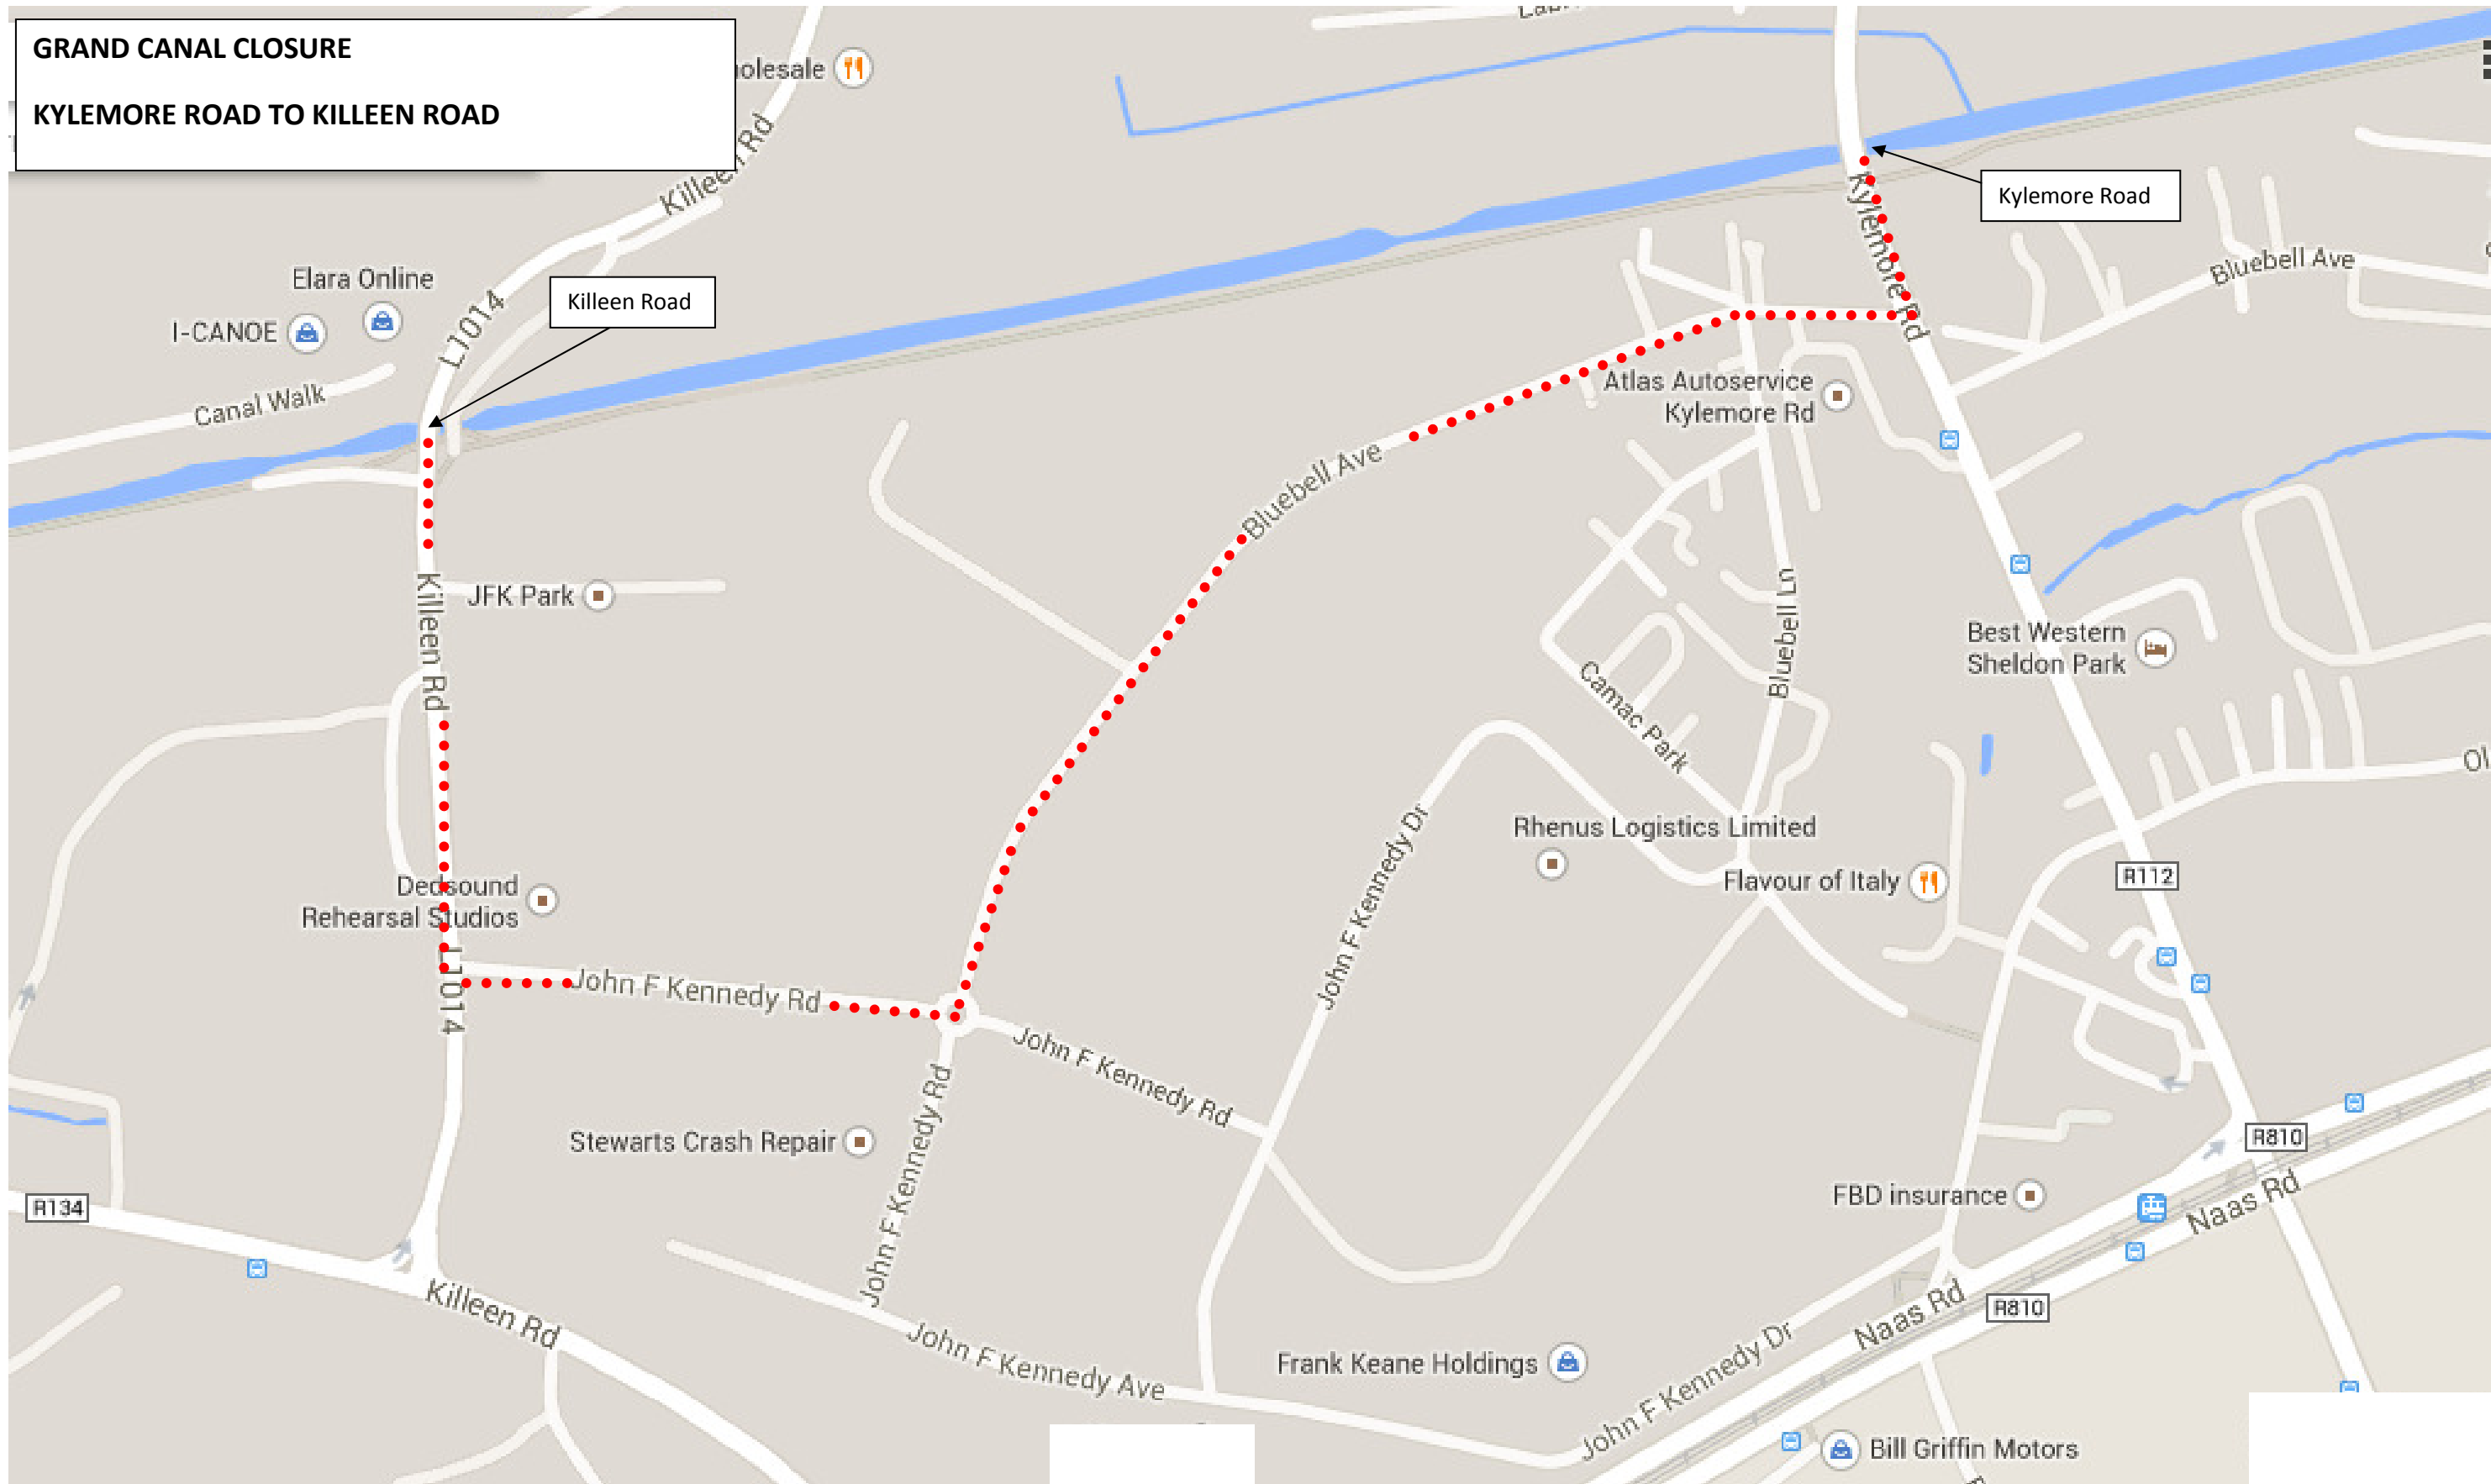 GRAND CANAL CLOSURE
KYLEMORE ROAD TO KILLEEN ROAD
Killeen Rd
Kylemore Road
Kylemore Rd
Bluebell Ave
Elara Online
I-CANOE
L1014
Killeen Road
Canal Walk
Atlas Autoservice
Kylemore Rd
Bluebell Ave
JFK Park
Killeen Rd
Bluebell Ln
Best Western
Sheldon Park
Camac Park
John F Kennedy Dr
Rhenus Logistics Limited
Flavour of Italy
R112
Dedsound
Rehearsal Studios
L1014
John F Kennedy Rd
John F Kennedy Rd
John F Kennedy Rd
Stewarts Crash Repair
R810
R134
FBD insurance
Naas Rd
Killeen Rd
John F Kennedy Ave
Naas Rd
R810
Frank Keane Holdings
John F Kennedy Dr
Bill Griffin Motors